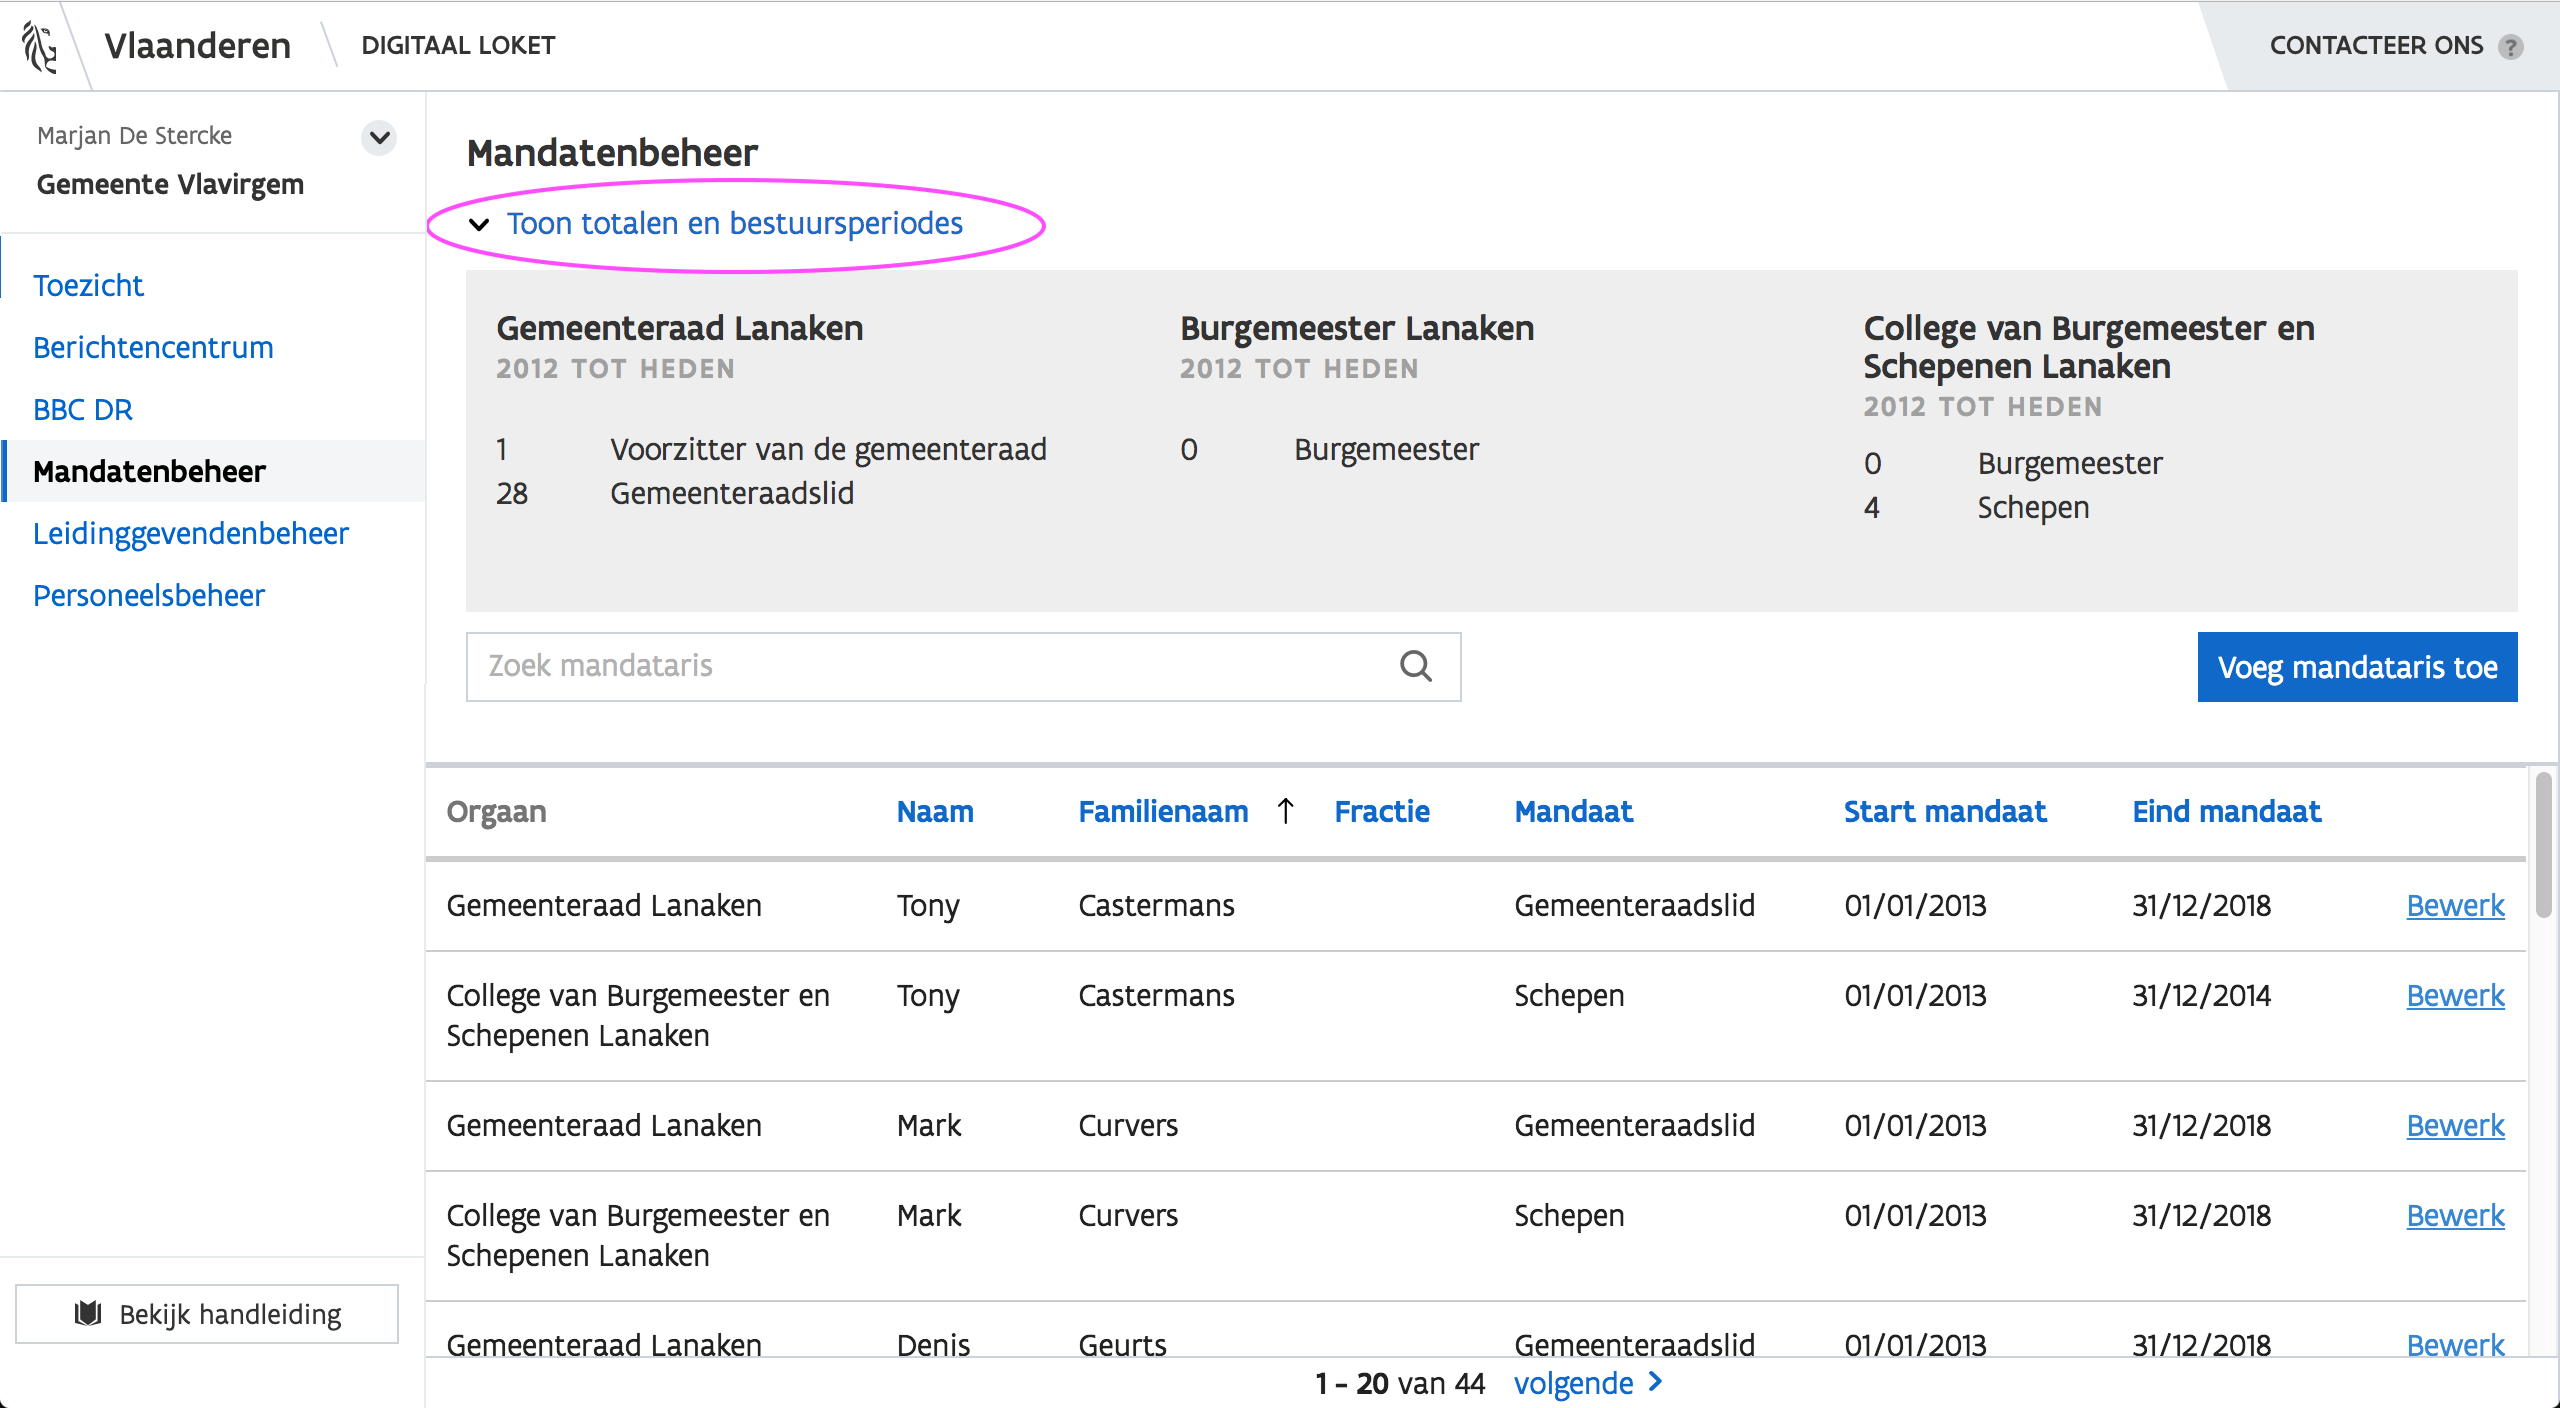 Vlaanderen
DIGITAAL LOKET
CONTACTEER ONS ?
Marjan De Stercke
Gemeente Vlavirgem
Toezicht
Berichtencentrum
BBC DR
Mandatenbeheer
Leidinggevendenbeheer
Personeelsbeheer
Bekijk handleiding
Mandatenbeheer
Toon totalen en bestuursperiodes
Gemeenteraad Lanaken
2012 TOT HEDEN
1 Voorzitter van de gemeenteraad
28 Gemeenteraadslid
Burgemeester Lanaken
2012 TOT HEDEN
0 Burgemeester
College van Burgemeester en
Schepenen Lanaken
2012 TOT HEDEN
0 Burgemeester
4 Schepen
Zoek mandataris
Voeg mandataris toe
Orgaan Naam Familienaam ↑ Fractie Mandaat Start mandaat Eind mandaat
Gemeenteraad Lanaken Tony Castermans Gemeenteraadslid 01/01/2013 31/12/2018 Bewerk
College van Burgemeester en Tony Castermans Schepen 01/01/2013 31/12/2014 Bewerk
Schepenen Lanaken
Gemeenteraad Lanaken Mark Curvers Gemeenteraadslid 01/01/2013 31/12/2018 Bewerk
College van Burgemeester en Mark Curvers Schepen 01/01/2013 31/12/2018 Bewerk
Schepenen Lanaken
Gemeenteraad Lanaken Denis Geurts Gemeenteraadslid 01/01/2013 31/12/2018 Bewerk
1 - 20 van 44 volgende